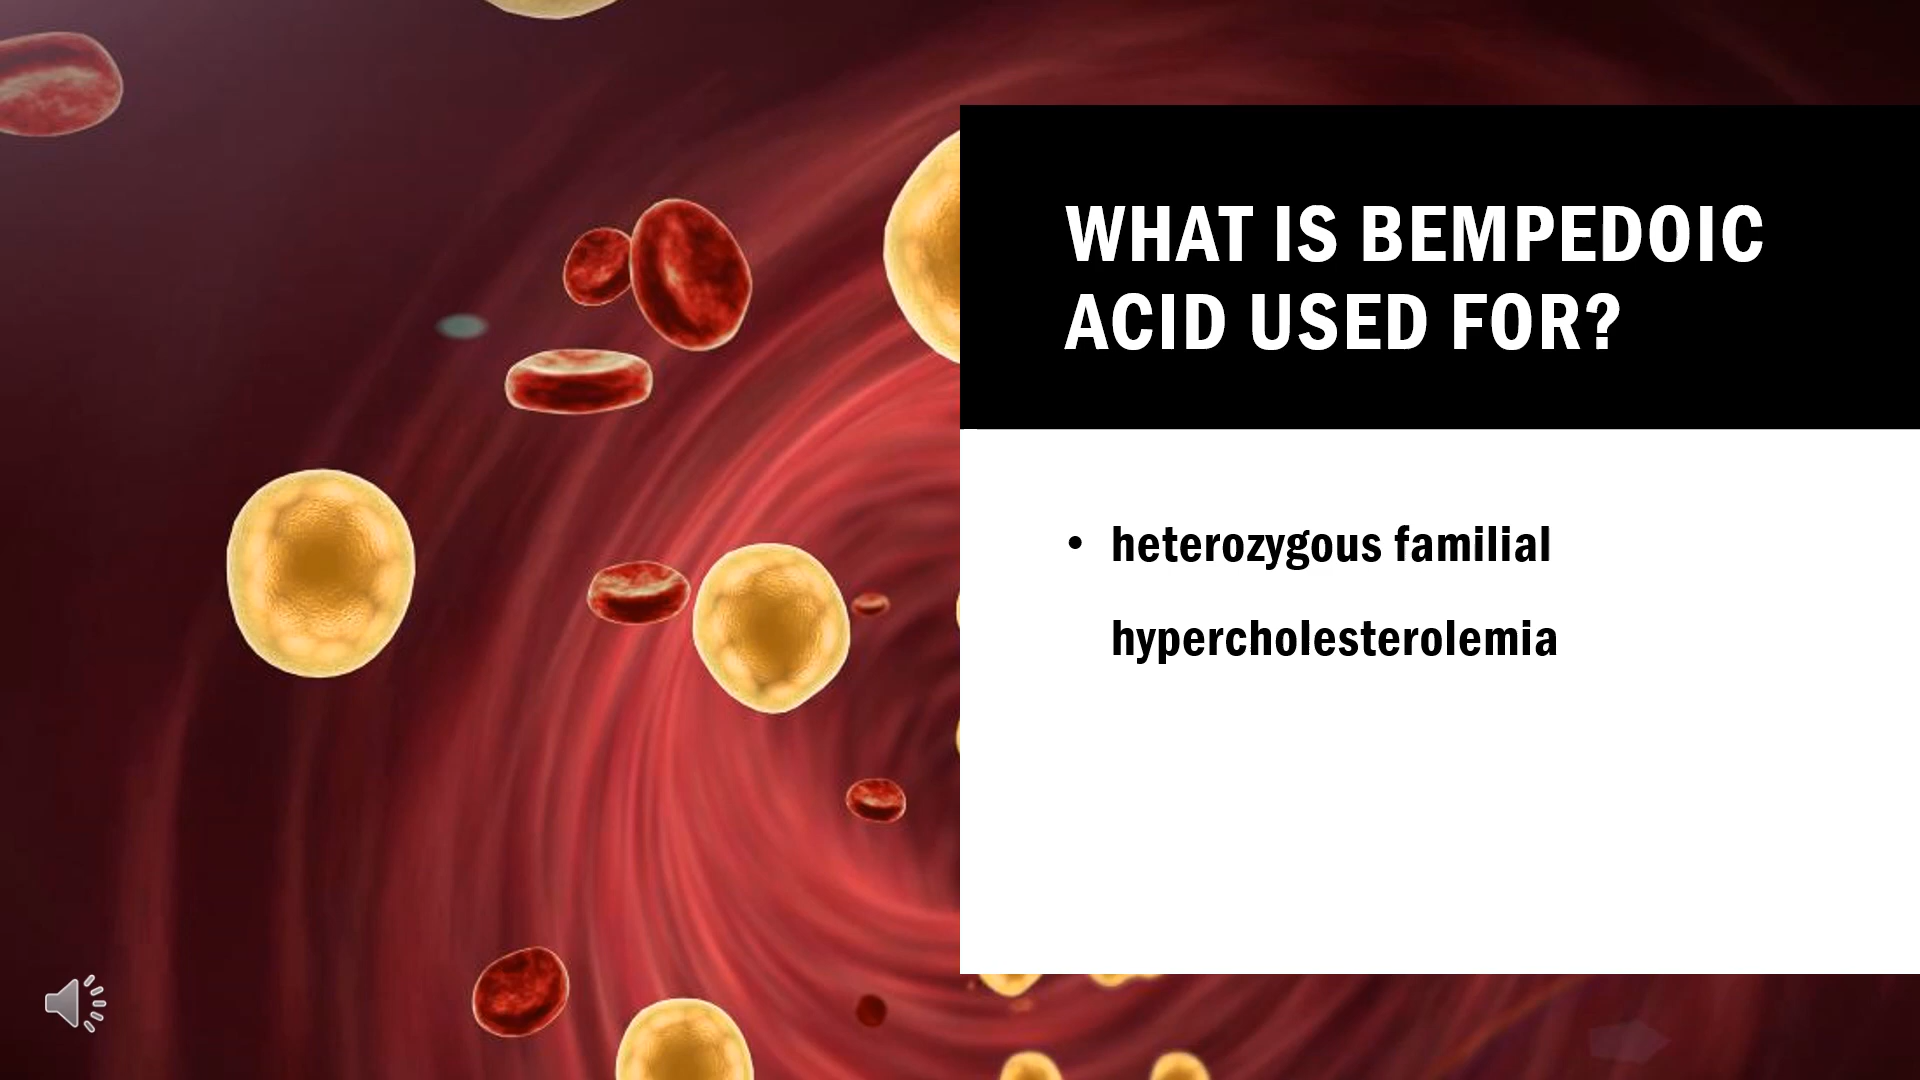 WHAT IS BEMPEDOIC
ACID USED FOR?
• heterozygous familial
hypercholesterolemia